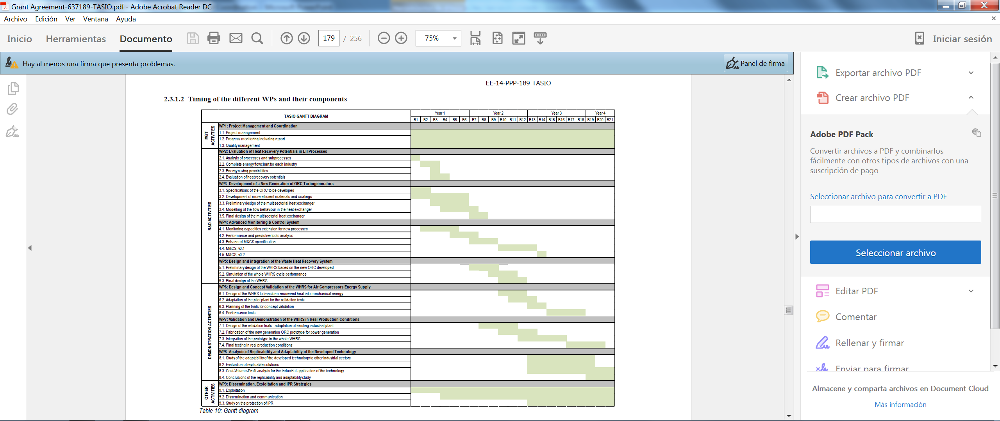 Grant Agreement-637189-TASIO.pdf - Adobe Acrobat Reader DC
Archivo Edición Ver Ventana Ayuda
Inicio Herramientas Documento 179 / 256 75% Iniciar sesión
Hay al menos una firma que presenta problemas. Panel de firma
EE-14-PPP-189 TASIO
2.3.1.2 Timing of the different WPs and their components
TASIO GANTT DIAGRAM Year 1 Year 2 Year 3 Year 4
B1 B2 B3 B4 B5 B6 B7 B8 B9 B10 B11 B12 B13 B14 B15 B16 B17 B18 B19 B20 B21
MGT ACTIVITIES
WP1: Project Management and Coordination
1.1. Project management
1.2. Progress monitoring including report
1.3. Quality management
R&D ACTIVITIES
WP2: Evaluation of Heat Recovery Potentials in EII Processes
2.1. Analysis of processes and subprocesses
2.2. Complete energy flowchart for each industry
2.3. Energy saving possibilities
2.4. Evaluation of heat recovery potentials
WP3: Development of a New Generation of ORC Turbogenerators
3.1. Specifications of the ORC to be developed
3.2. Development of more efficient materials and coatings
3.3. Preliminary design of the multisectorial heat exchanger
3.4. Modelling of the flow behaviour in the heat exchanger
3.5. Final design of the multisectorial heat exchanger
WP4: Advanced Monitoring & Control System
4.1. Monitoring capacities extension for new processes
4.2. Performance and predictive tools analysis
4.3. Enhanced M&CS specification
4.4. M&CS, v0.1
4.5. M&CS, v0.2
WP5: Design and integration of the Waste Heat Recovery System
5.1. Preliminary design of the WHRS based on the new ORC developed
5.2. Simulation of the whole WHRS cycle performance
5.3. Final design of the WHRS
DEMONSTRATION ACTIVITIES
WP6: Design and Concept Validation of the WHRS for Air Compressors Energy Supply
6.1. Design of the WHRS to transform recovered heat into mechanical energy
6.2. Adaptation of the pilot plant for the validation tests
6.3. Planning of the trials for concept validation
6.4. Performance tests
WP7: Validation and Demonstration of the WHRS in Real Production Conditions
7.1. Design of the validation trials - adaptation of existing industrial plant
7.2. Fabrication of the new generation ORC prototype for power generation
7.3. Integration of the prototype in the whole WHRS
7.4. Final testing in real production conditions
WP8: Analysis of Replicability and Adaptability of the Developed Technology
8.1. Study of the adaptability of the developed technology to other industrial sectors
8.2. Evaluation of replicable solutions
8.3. Cost-Volume-Profit analysis for the industrial application of the technology
8.4. Conclusions of the replicability and adaptability study
OTHER ACTIVITIES
WP9: Dissemination, Exploitation and IPR Strategies
9.1. Exploitation
9.2. Dissemination and communication
9.3. Study on the protection of IPR
Table 10: Gantt diagram
Exportar archivo PDF
Crear archivo PDF
Adobe PDF Pack
Convertir archivos a PDF y combinarlos
fácilmente con otros tipos de archivos con una
suscripción de pago
Seleccionar archivo para convertir a PDF
Seleccionar archivo
Editar PDF
Comentar
Rellenar y firmar
Enviar para firmar
Almacene y comparta archivos en Document Cloud
Más información